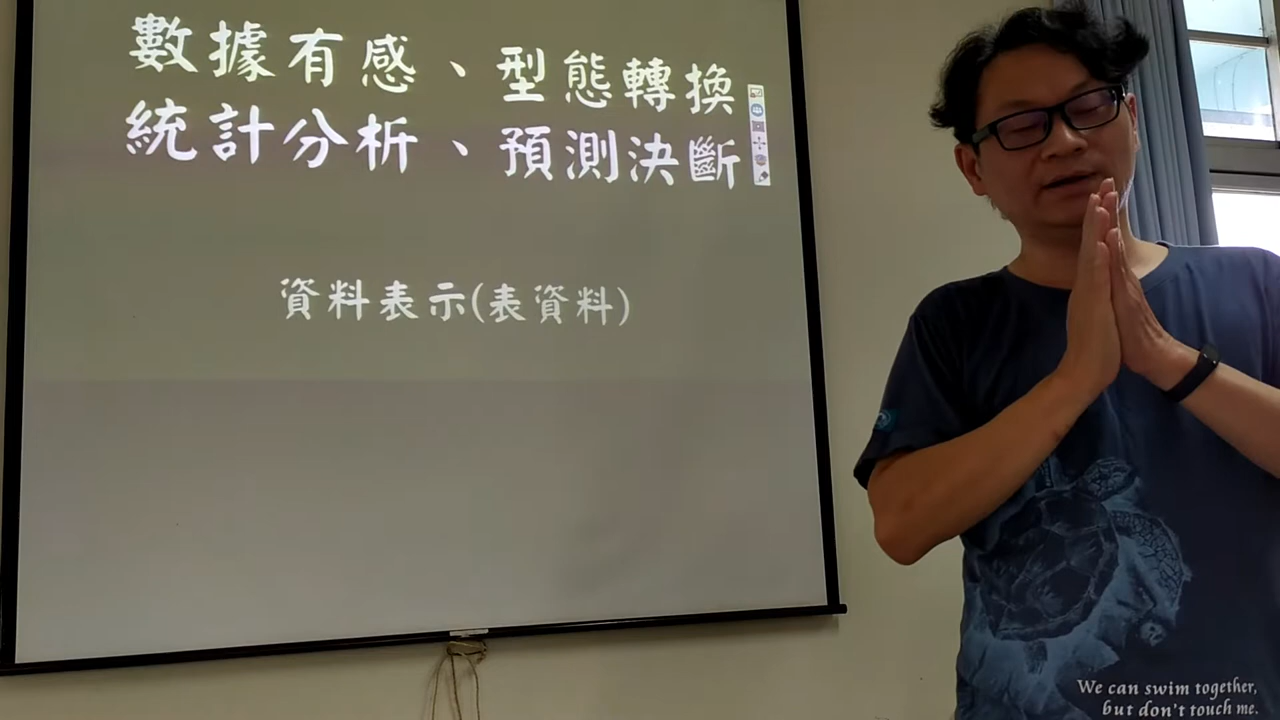 數據有感、型態轉換
統計分析、預測決斷
資料表示(表資料)
We can swim together,
but don't touch me.